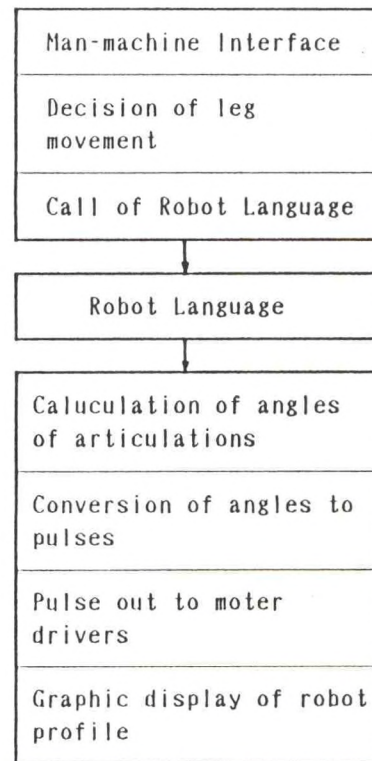 Man-machine Interface
Decision of leg
movement
Call of Robot Language
Robot Language
Caluculation of angles
of articulations
Conversion of angles to
pulses
Pulse out to moter
drivers
Graphic display of robot
profile